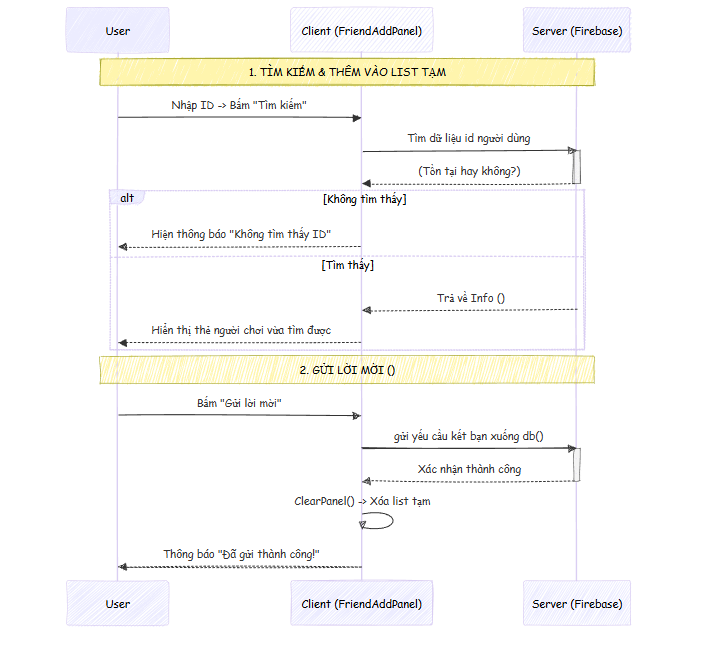 User
Client (FriendAddPanel)
Server (Firebase)
1. TÌM KIẾM & THÊM VÀO LIST TẠM
Nhập ID -> Bấm "Tìm kiếm"
Tìm dữ liệu id người dùng
(Tồn tại hay không?)
alt
[Không tìm thấy]
Hiện thông báo "Không tìm thấy ID"
[Tìm thấy]
Trả về Info ()
Hiển thị thẻ người chơi vừa tìm được
2. GỬI LỜI MỜI ()
Bấm "Gửi lời mời"
gửi yếu cầu kết bạn xuống db()
Xác nhận thành công
ClearPanel() -> Xóa list tạm
Thông báo "Đã gửi thành công!"
User
Client (FriendAddPanel)
Server (Firebase)